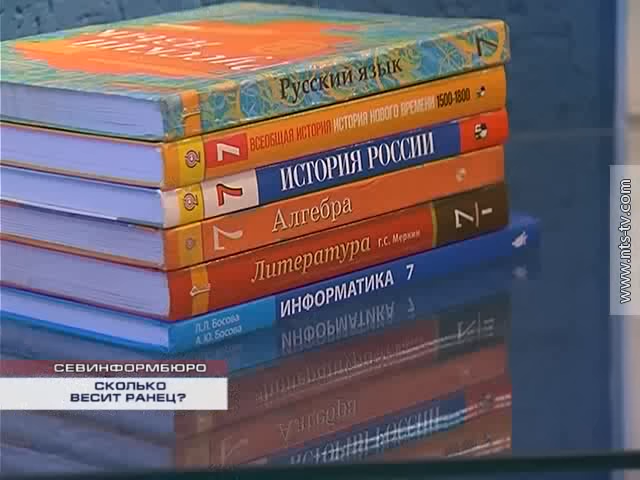 Русский язык
7
ВСЕОБЩАЯ ИСТОРИЯ ИСТОРИЯ НОВОГО ВРЕМЕНИ 1500-1800
7
ИСТОРИЯ РОССИИ
7
Алгебра
7
Литература Г.С. Меркин 7
1
Л.Л. Босова
А.Ю. Босова
ИНФОРМАТИКА 7
www.nts-tv.com
СЕВИНФОРМБЮРО
СКОЛЬКО
ВЕСИТ РАНЕЦ?